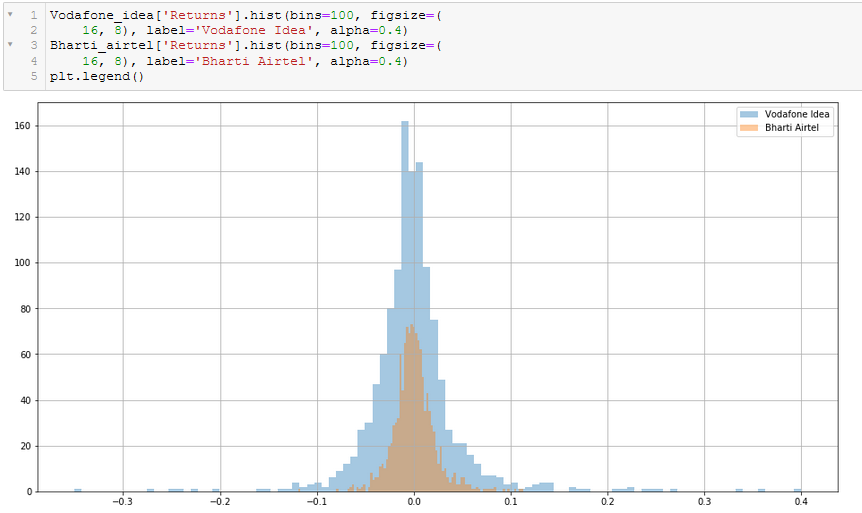 1 Vodafone_idea['Returns'].hist(bins=100, figsize=(
2     16, 8), label='Vodafone Idea', alpha=0.4)
3 Bharti_airtel['Returns'].hist(bins=100, figsize=(
4     16, 8), label='Bharti Airtel', alpha=0.4)
5 plt.legend()
Vodafone Idea
Bharti Airtel
160
140
120
100
80
60
40
20
0
−0.3 −0.2 −0.1 0.0 0.1 0.2 0.3 0.4